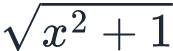 √(x² + 1)